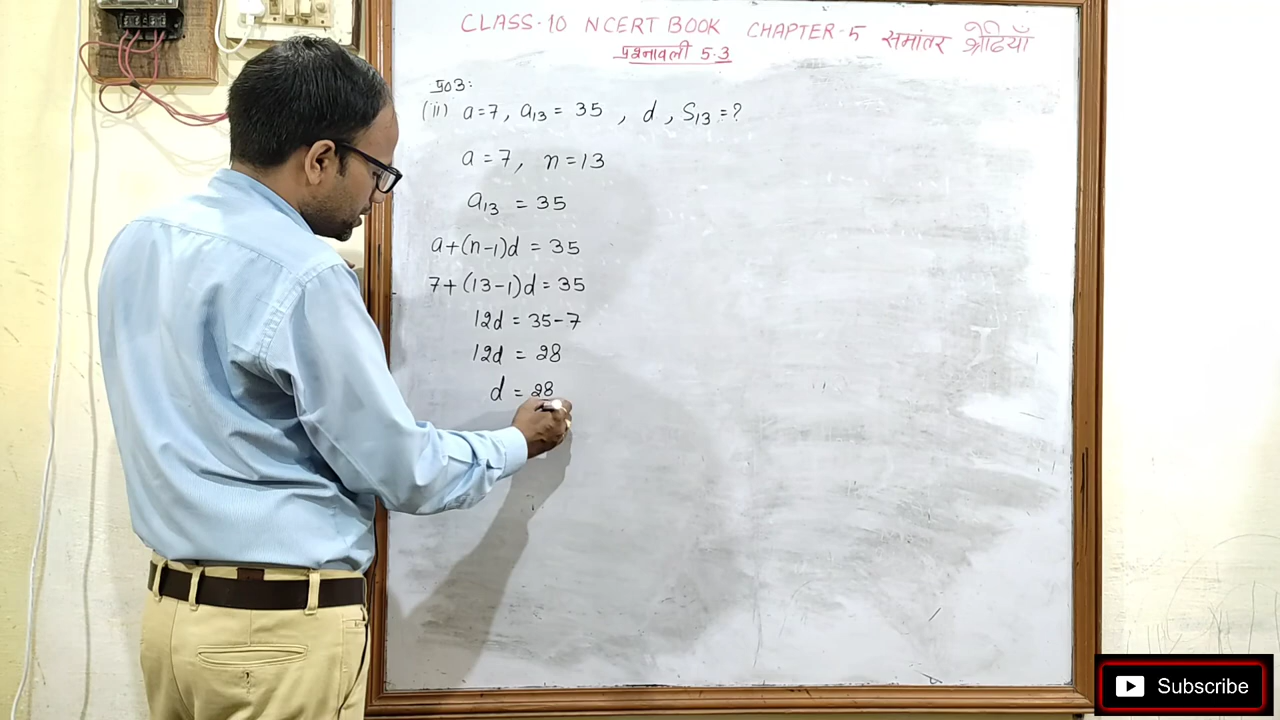 CLASS-10 NCERT BOOK CHAPTER-5 समांतर श्रेढियाँ
प्रश्नावली 5.3
प्र03:
(ii) a=7, a₁₃ = 35 , d , S₁₃ = ?
a = 7, n = 13
a₁₃ = 35
a+(n-1)d = 35
7+(13-1)d = 35
12d = 35-7
12d = 28
d = 28
Subscribe